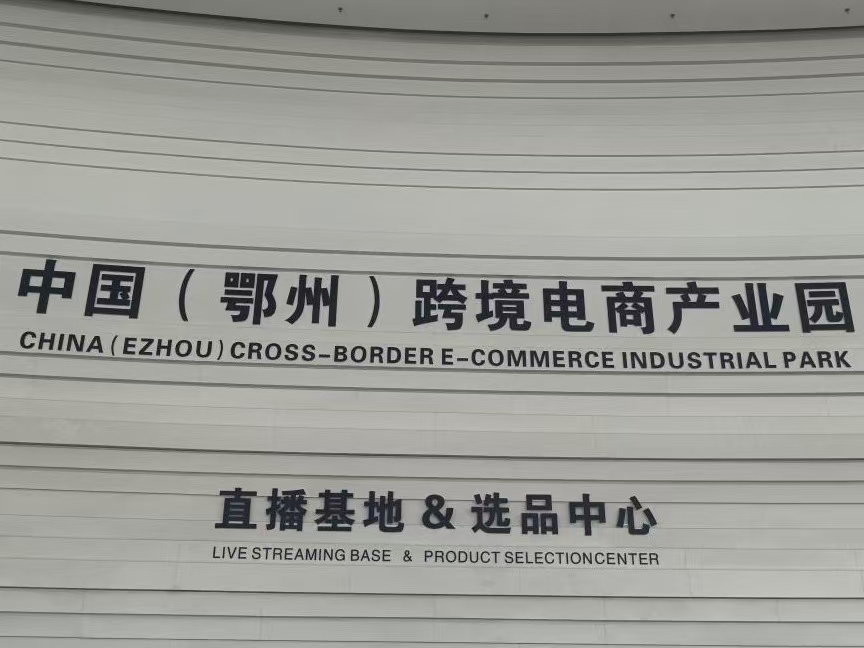 中国（鄂州）跨境电商产业园
CHINA(EZHOU)CROSS-BORDER E-COMMERCE INDUSTRIAL PARK
直播基地 & 选品中心
LIVE STREAMING BASE & PRODUCT SELECTIONCENTER